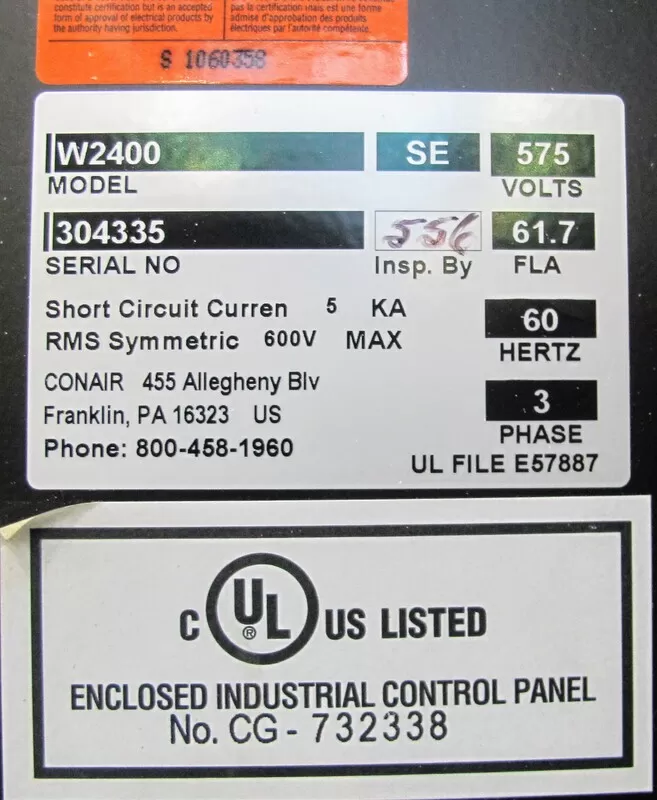 constitute certification but is an accepted
form of approval of electrical products by
the authority having jurisdiction.
pas la certification mais est une forme
admise d'approbation des produits
électriques par l'autorité compétente.
S 1060358
W2400 SE 575
MODEL VOLTS
304335 556 61.7
SERIAL NO Insp. By FLA
Short Circuit Curren 5 KA
RMS Symmetric 600V MAX
60
HERTZ
CONAIR 455 Allegheny Blv
Franklin, PA 16323 US
3
PHASE
Phone: 800-458-1960
UL FILE E57887
C UL ® US LISTED
ENCLOSED INDUSTRIAL CONTROL PANEL
No. CG - 732338